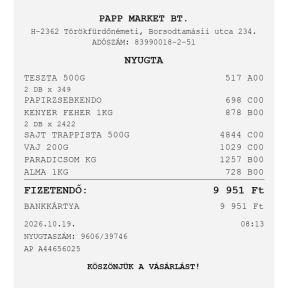 PAPP MARKET BT.
H-2362 Törökfürdőnémeti, Borsodtamásii utca 234.
ADÓSZÁM: 83990018-2-51
NYUGTA
TESZTA 500G 517 A00
2 DB x 349
PAPIRZSEBKENDO 698 C00
KENYER FEHER 1KG 878 B00
2 DB x 2422
SAJT TRAPPISTA 500G 4844 C00
VAJ 200G 1029 C00
PARADICSOM KG 1257 B00
ALMA 1KG 728 B00
FIZETENDŐ: 9 951 Ft
BANKKÁRTYA 9 951 Ft
2026.10.19. 08:13
NYUGTASZÁM: 9606/39746
AP A44656025
KÖSZÖNJÜK A VÁSÁRLÁST!